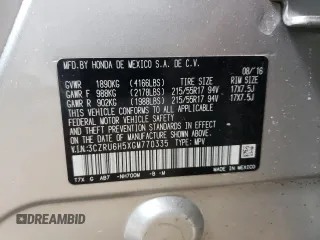 MFD.BY HONDA DE MEXICO S.A. DE C.V.
08/'16
GVWR 1890KG (4166LBS) TIRE SIZE RIM SIZE
GAWR F 988KG (2178LBS) 215/55R17 94V 17X7.5J
GAWR R 902KG (1988LBS) 215/55R17 94V 17X7.5J
THIS VEHICLE CONFORMS TO ALL APPLICABLE
FEDERAL MOTOR VEHICLE SAFETY AND
THEFT PREVENTION STANDARDS IN EFFECT
ON THE DATE OF MANUFACTURE SHOWN ABOVE.
V.I.N:3CZRU6H5XGM770335 TYPE: MPV
MADE IN MEXICO
T7X G AB7 -NH700M -B -M